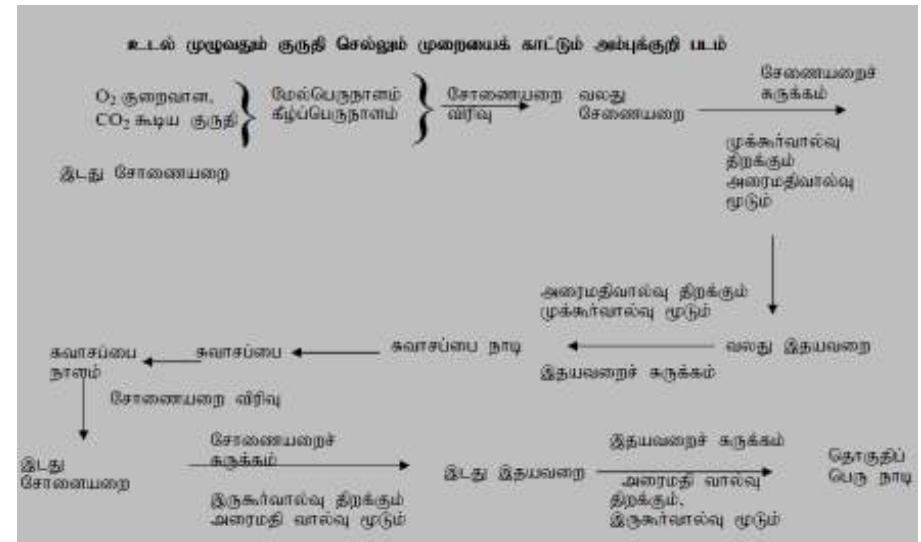 உடல் முழுவதும் குருதி செல்லும் முறையைக் காட்டும் அம்புக்குறி படம்
O2 குறைவான,
CO2 கூடிய குருதி
மேல்பெருநாளம்
கீழ்ப்பெருநாளம்
சோணையறை
விரிவு
வலது
சேணையறை
சேணையறைச்
சுருக்கம்
இடது சோணையறை
முக்கூர்வால்வு
திறக்கும்
அரைமதிவால்வு
மூடும்
அரைமதிவால்வு திறக்கும்
முக்கூர்வால்வு மூடும்
சுவாசப்பை
நாளம்
சுவாசப்பை
சுவாசப்பை நாடி
வலது இதயவறை
இதயவறைச் சுருக்கம்
சோணையறை விரிவு
இடது
சோனையறை
சோணையறைச்
சுருக்கம்
இருகூர்வால்வு திறக்கும்
அரைமதி வால்வு மூடும்
இடது இதயவறை
இதயவறைச் சுருக்கம்
அரைமதி வால்வு
திறக்கும்,
இருகூர்வால்வு மூடும்
தொகுதிப்
பெரு நாடி